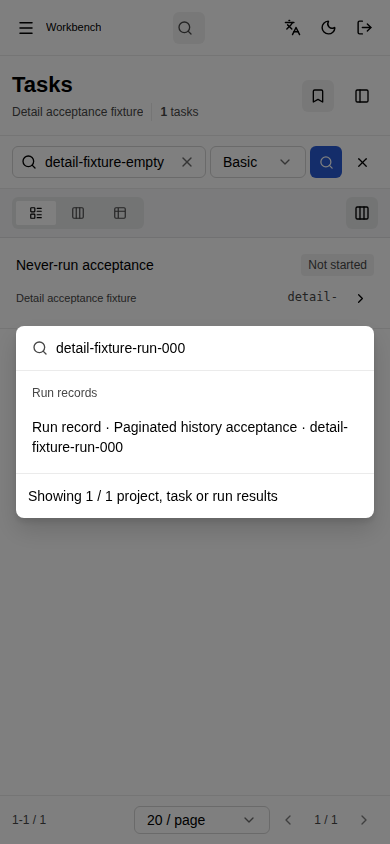 Workbench
Tasks
Detail acceptance fixture
1 tasks
detail-fixture-empty
Basic
Never-run acceptance
Not started
Detail acceptance fixture
detail-
detail-fixture-run-000
Run records
Run record · Paginated history acceptance · detail-
fixture-run-000
Showing 1 / 1 project, task or run results
1-1 / 1
20 / page
1 / 1